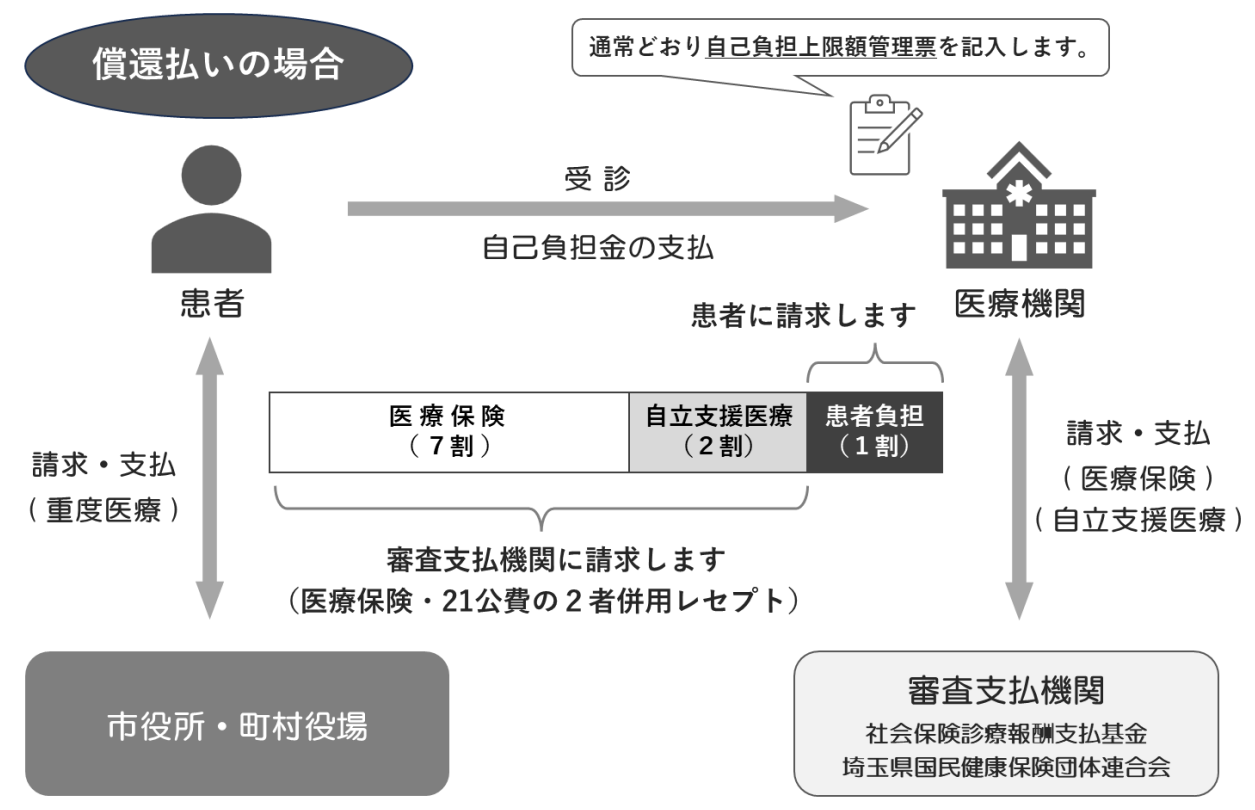 償還払いの場合
通常どおり自己負担上限額管理票を記入します。
受 診
自己負担金の支払
患者
医療機関
患者に請求します
医 療 保 険
（ 7 割 ）
自立支援医療
（２割）
患者負担
（１割）
請求・支払
（ 重度医療 ）
請求・支払
（ 医療保険 ）
（ 自立支援医療 ）
審査支払機関に請求します
（医療保険・21公費の２者併用レセプト）
市役所・町村役場
審査支払機関
社会保険診療報酬支払基金
埼玉県国民健康保険団体連合会